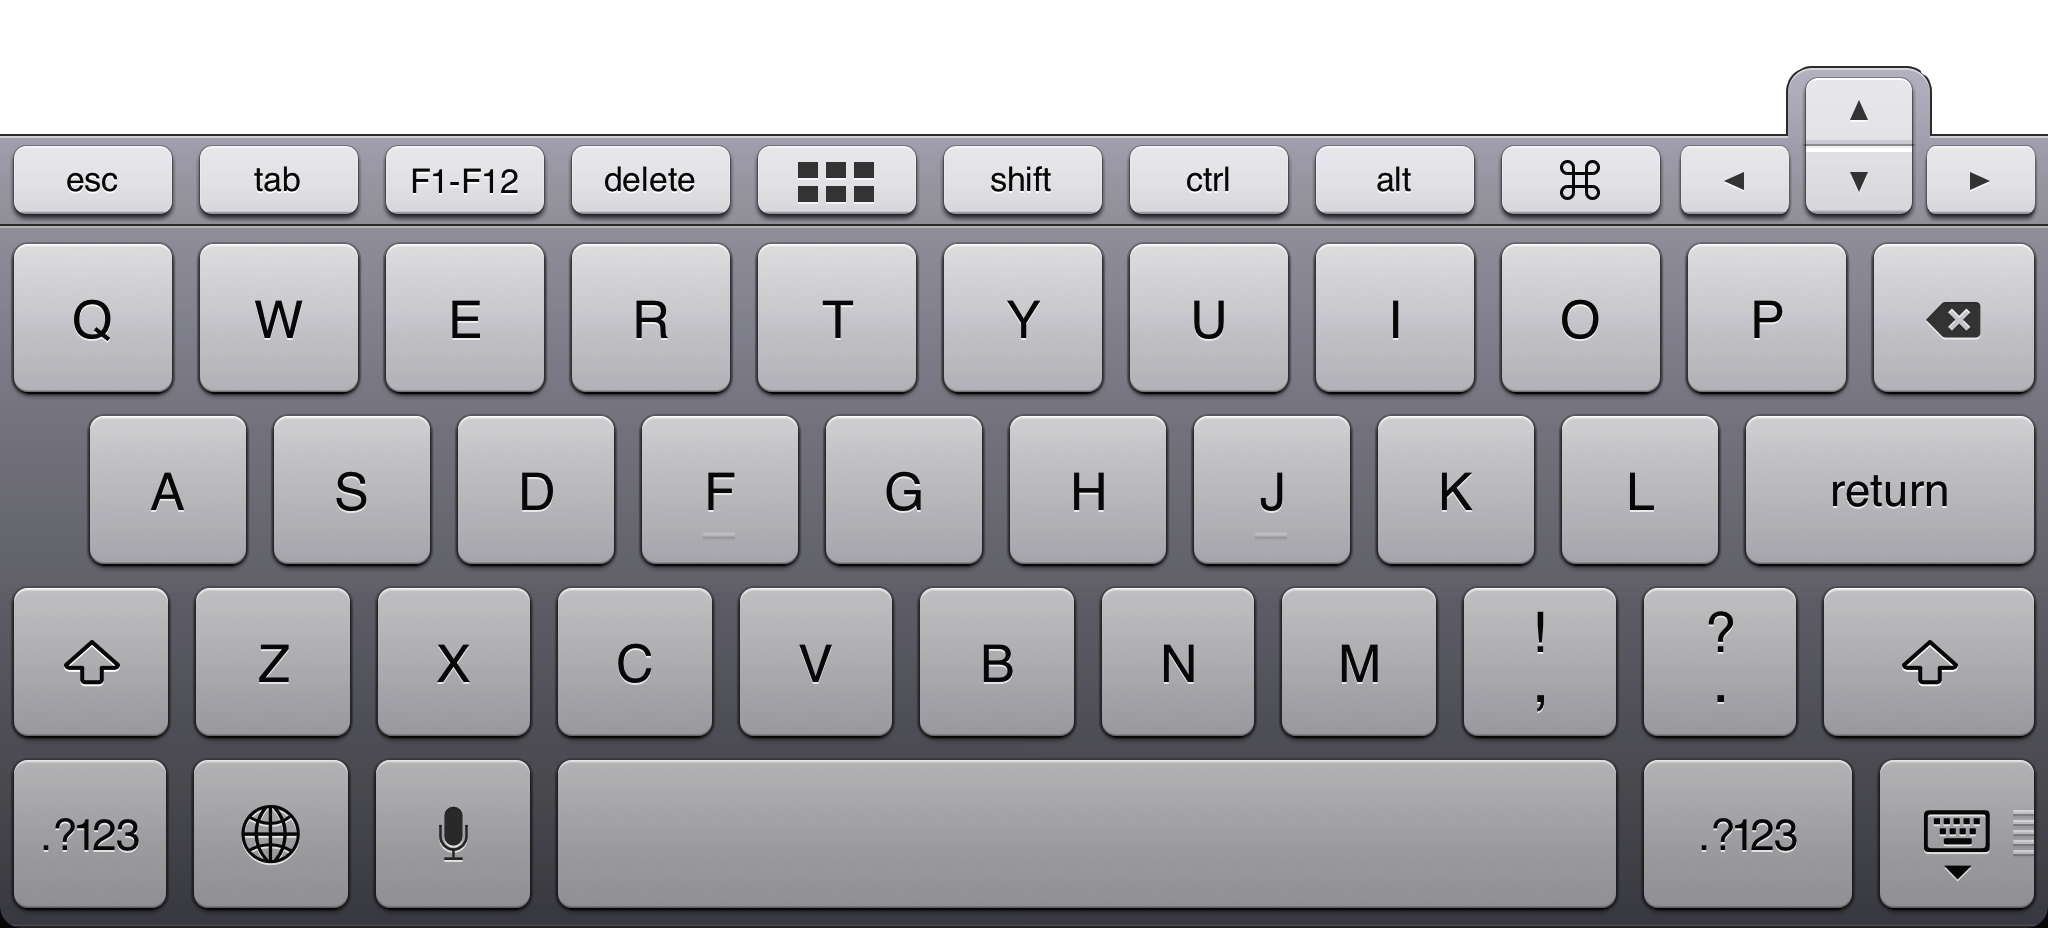 esc tab F1-F12 delete shift ctrl alt ⌘
Q W E R T Y U I O P
A S D F G H J K L return
Z X C V B N M ! , ? .
.?123 .?123